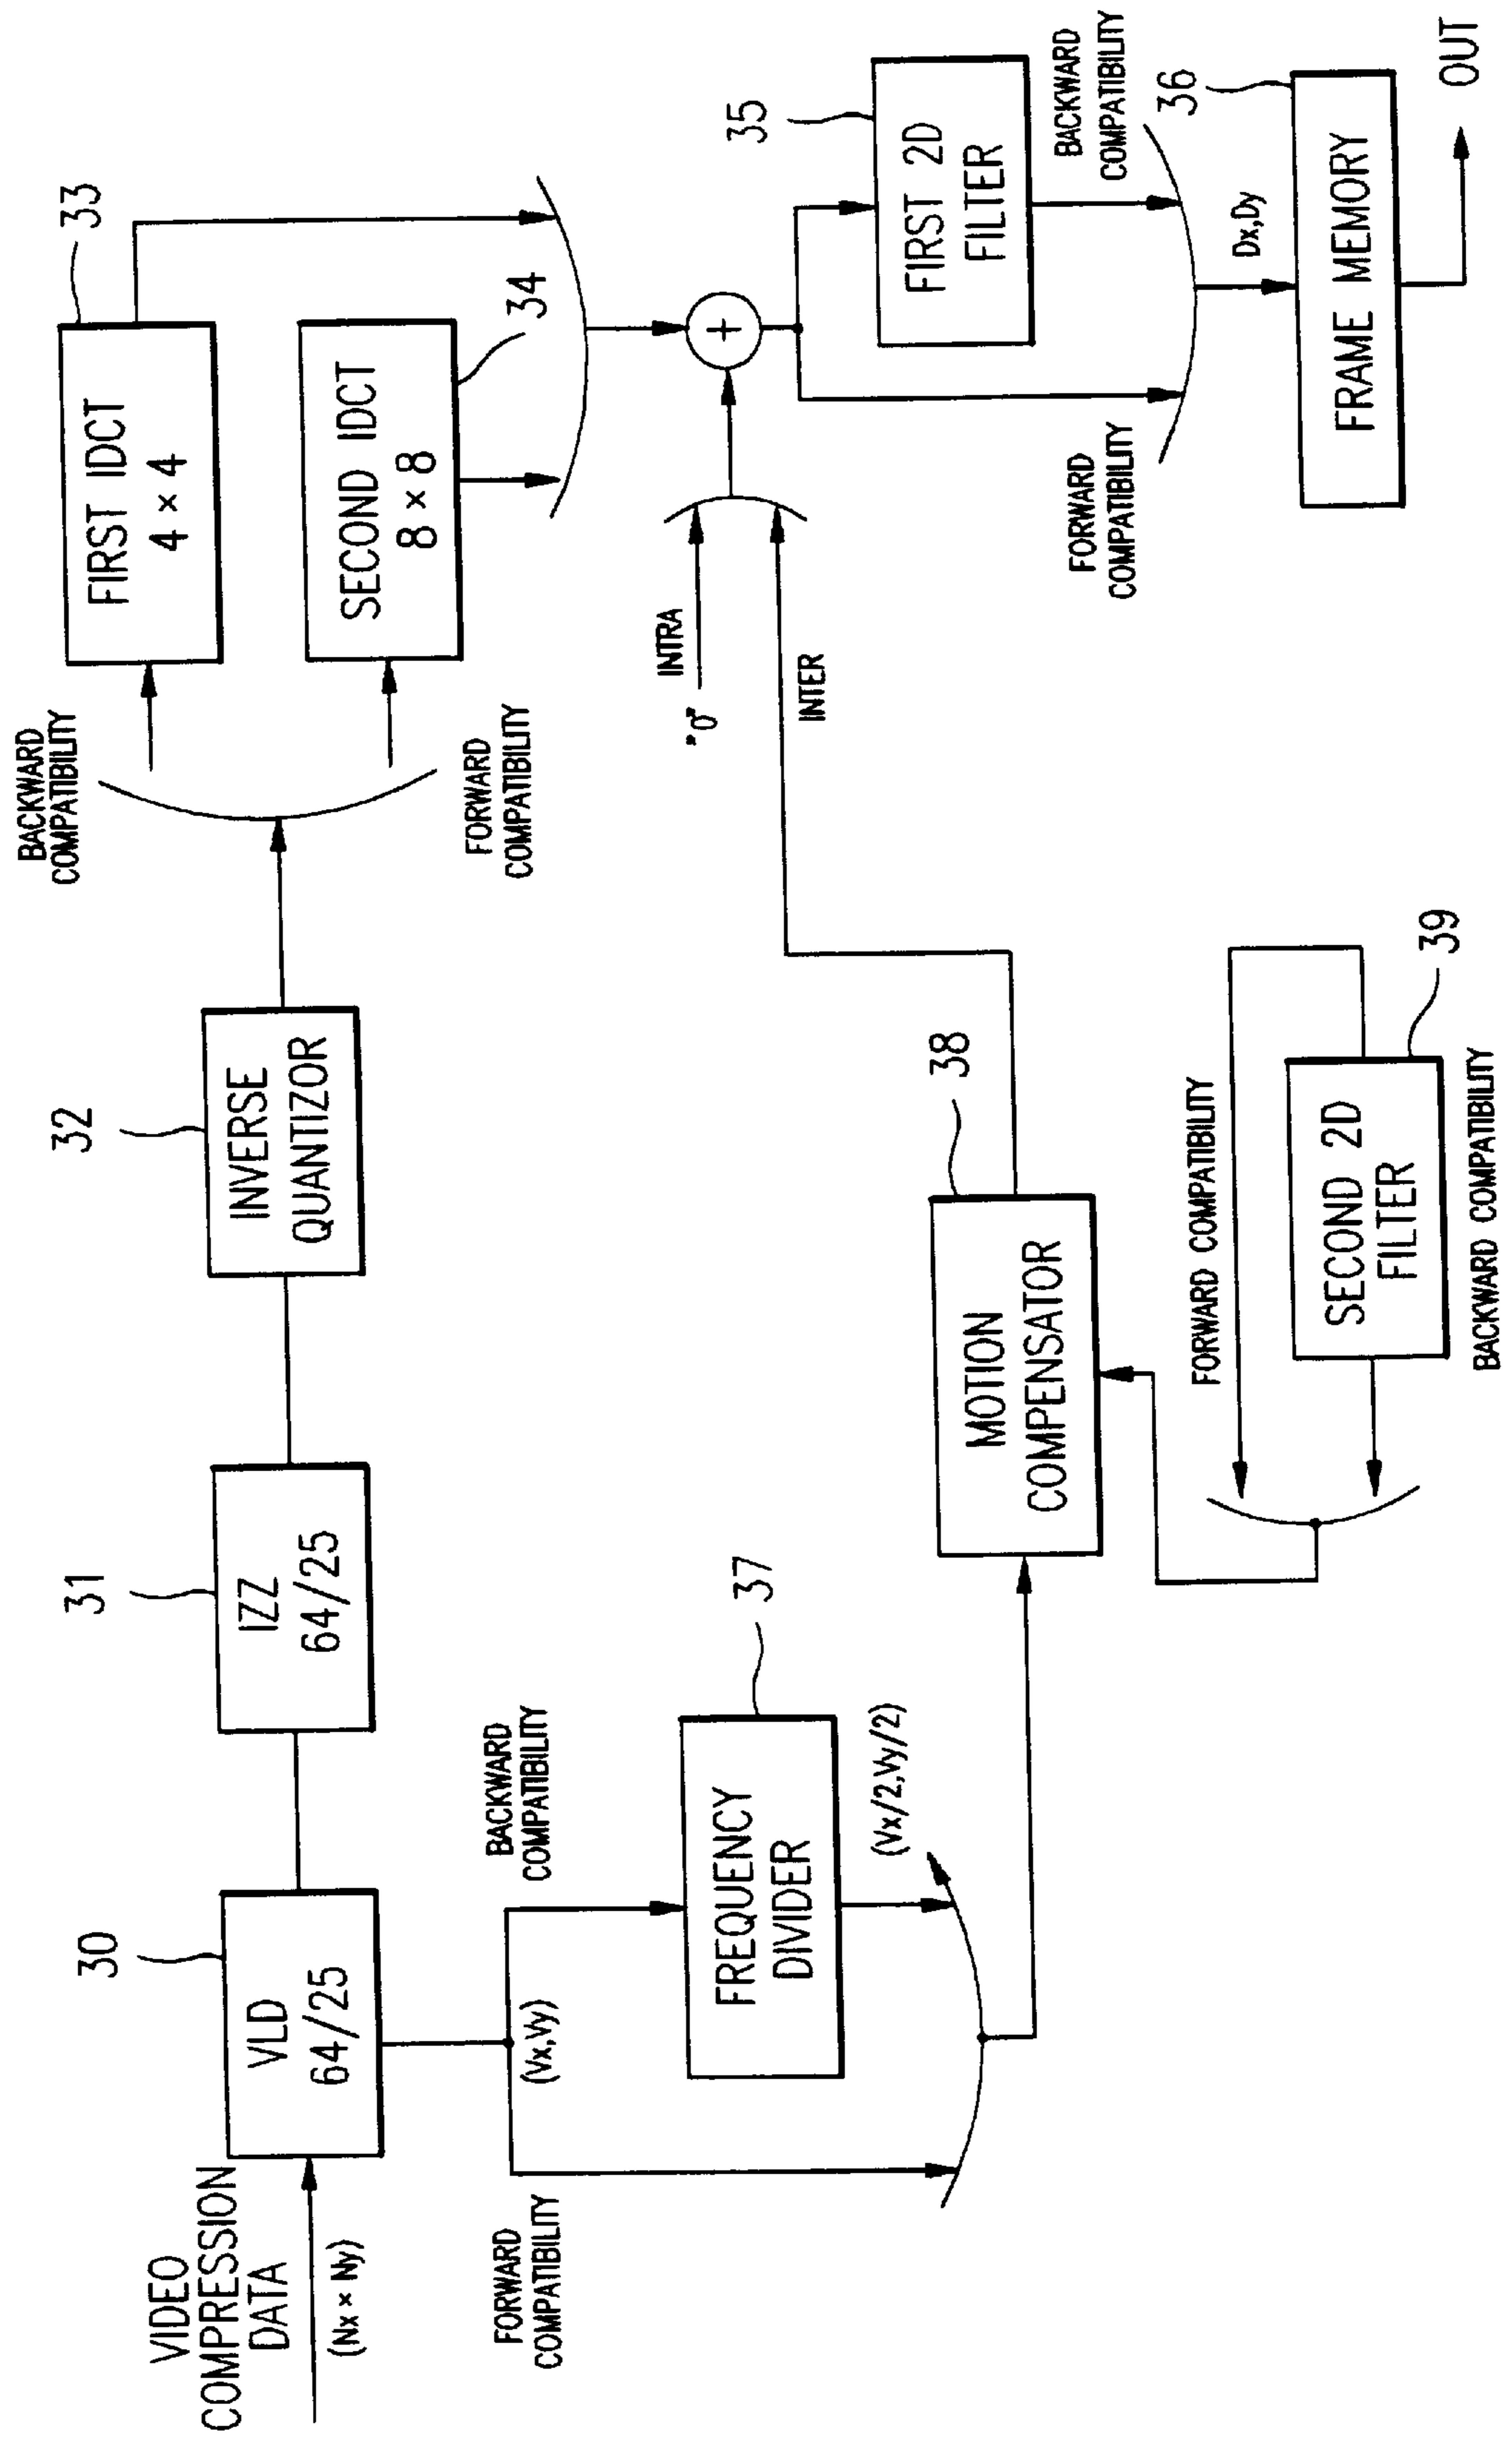 VIDEO
COMPRESSION
DATA
(Nx × Ny)
30
VLD
64/25
31
IZZ
64/25
32
INVERSE
QUANTIZOR
BACKWARD
COMPATIBILITY
FORWARD
COMPATIBILITY
33
FIRST IDCT
4 × 4
SECOND IDCT
8 × 8
34
FORWARD
COMPATIBILITY
(Vx,Vy)
BACKWARD
COMPATIBILITY
37
FREQUENCY
DIVIDER
(Vx/2,Vy/2)
"0"
INTRA
INTER
+
35
FIRST 2D
FILTER
FORWARD
COMPATIBILITY
BACKWARD
COMPATIBILITY
38
MOTION
COMPENSATOR
Dx,Dy
36
FRAME MEMORY
OUT
FORWARD COMPATIBILITY
39
SECOND 2D
FILTER
BACKWARD COMPATIBILITY